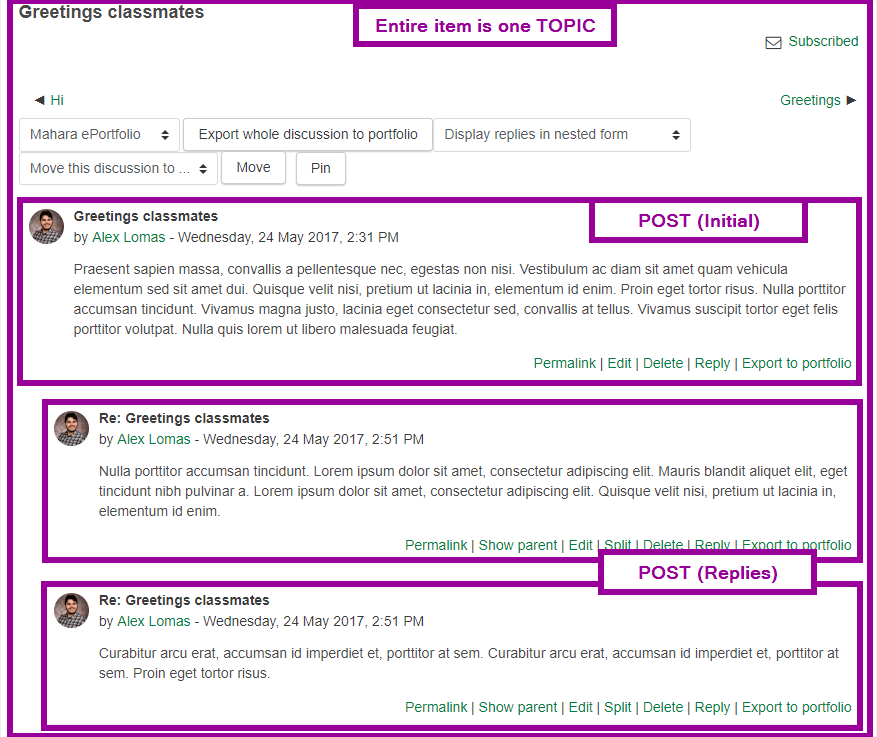 Greetings classmates
Entire item is one TOPIC
Subscribed
◄ Hi
Greetings ►
Mahara ePortfolio
Export whole discussion to portfolio
Display replies in nested form
Move this discussion to ...
Move
Pin
Greetings classmates
POST (Initial)
by Alex Lomas - Wednesday, 24 May 2017, 2:31 PM
Praesent sapien massa, convallis a pellentesque nec, egestas non nisi. Vestibulum ac diam sit amet quam vehicula
elementum sed sit amet dui. Quisque velit nisi, pretium ut lacinia in, elementum id enim. Proin eget tortor risus. Nulla porttitor
accumsan tincidunt. Vivamus magna justo, lacinia eget consectetur sed, convallis at tellus. Vivamus suscipit tortor eget felis
porttitor volutpat. Nulla quis lorem ut libero malesuada feugiat.
Permalink | Edit | Delete | Reply | Export to portfolio
Re: Greetings classmates
by Alex Lomas - Wednesday, 24 May 2017, 2:51 PM
Nulla porttitor accumsan tincidunt. Lorem ipsum dolor sit amet, consectetur adipiscing elit. Mauris blandit aliquet elit, eget
tincidunt nibh pulvinar a. Lorem ipsum dolor sit amet, consectetur adipiscing elit. Quisque velit nisi, pretium ut lacinia in,
elementum id enim.
Permalink | Show parent | Edit | Split | Delete | Reply | Export to portfolio
POST (Replies)
Re: Greetings classmates
by Alex Lomas - Wednesday, 24 May 2017, 2:51 PM
Curabitur arcu erat, accumsan id imperdiet et, porttitor at sem. Curabitur arcu erat, accumsan id imperdiet et, porttitor at
sem. Proin eget tortor risus.
Permalink | Show parent | Edit | Split | Delete | Reply | Export to portfolio